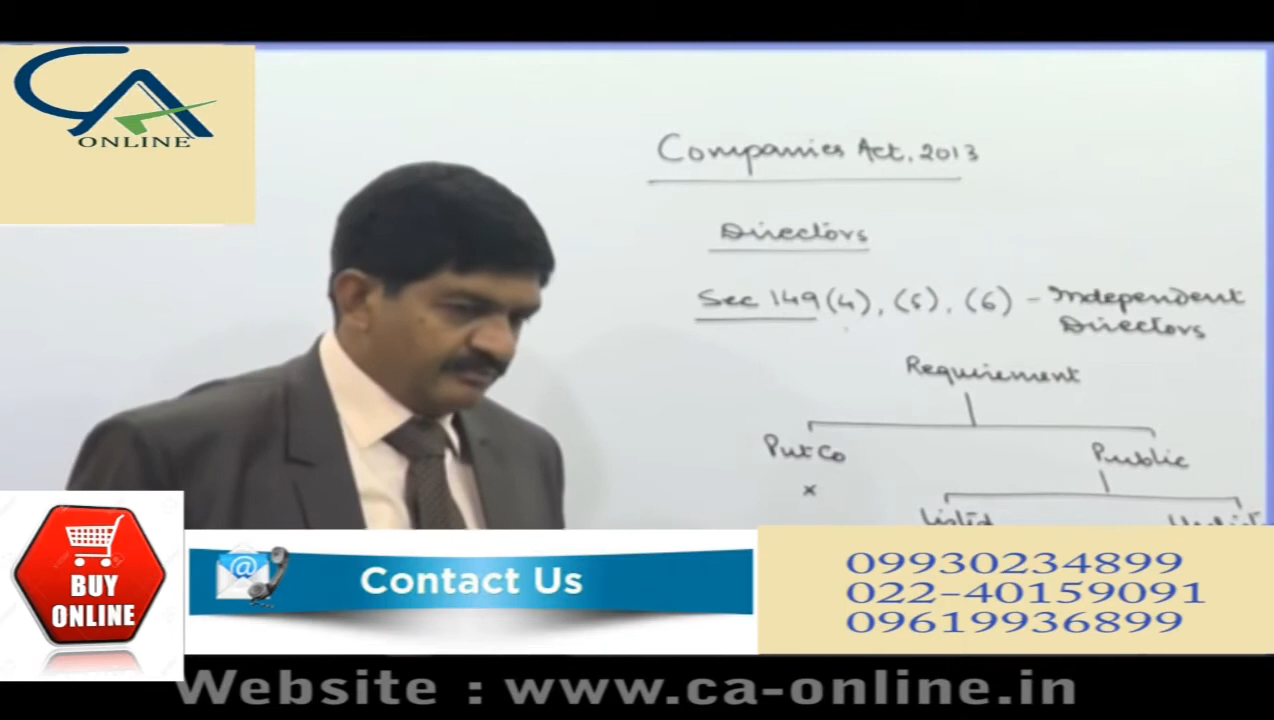 CA
ONLINE
Companies Act, 2013
Directors
Sec 149 (4), (5), (6) - Independent
Directors
Requirement
Pvt Co
Public
x
Listed
BUY
ONLINE
@
Contact Us
09930234899
022-40159091
09619936899
Website : www.ca-online.in